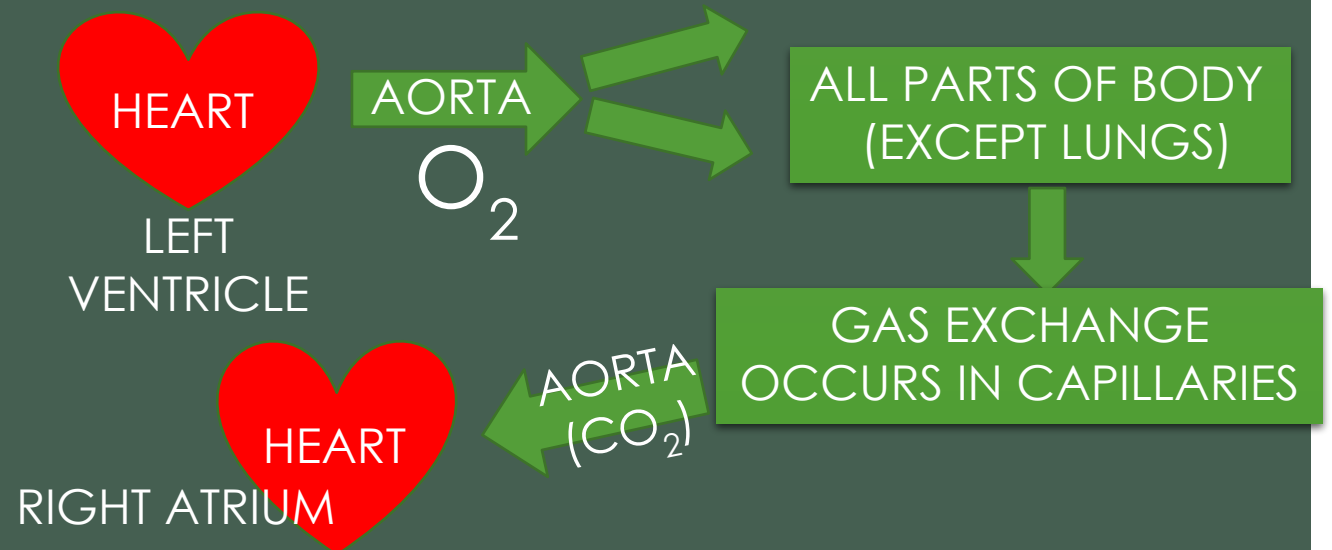 HEART
LEFT
VENTRICLE
AORTA
O₂
ALL PARTS OF BODY
(EXCEPT LUNGS)
GAS EXCHANGE
OCCURS IN CAPILLARIES
AORTA
(CO₂)
HEART
RIGHT ATRIUM